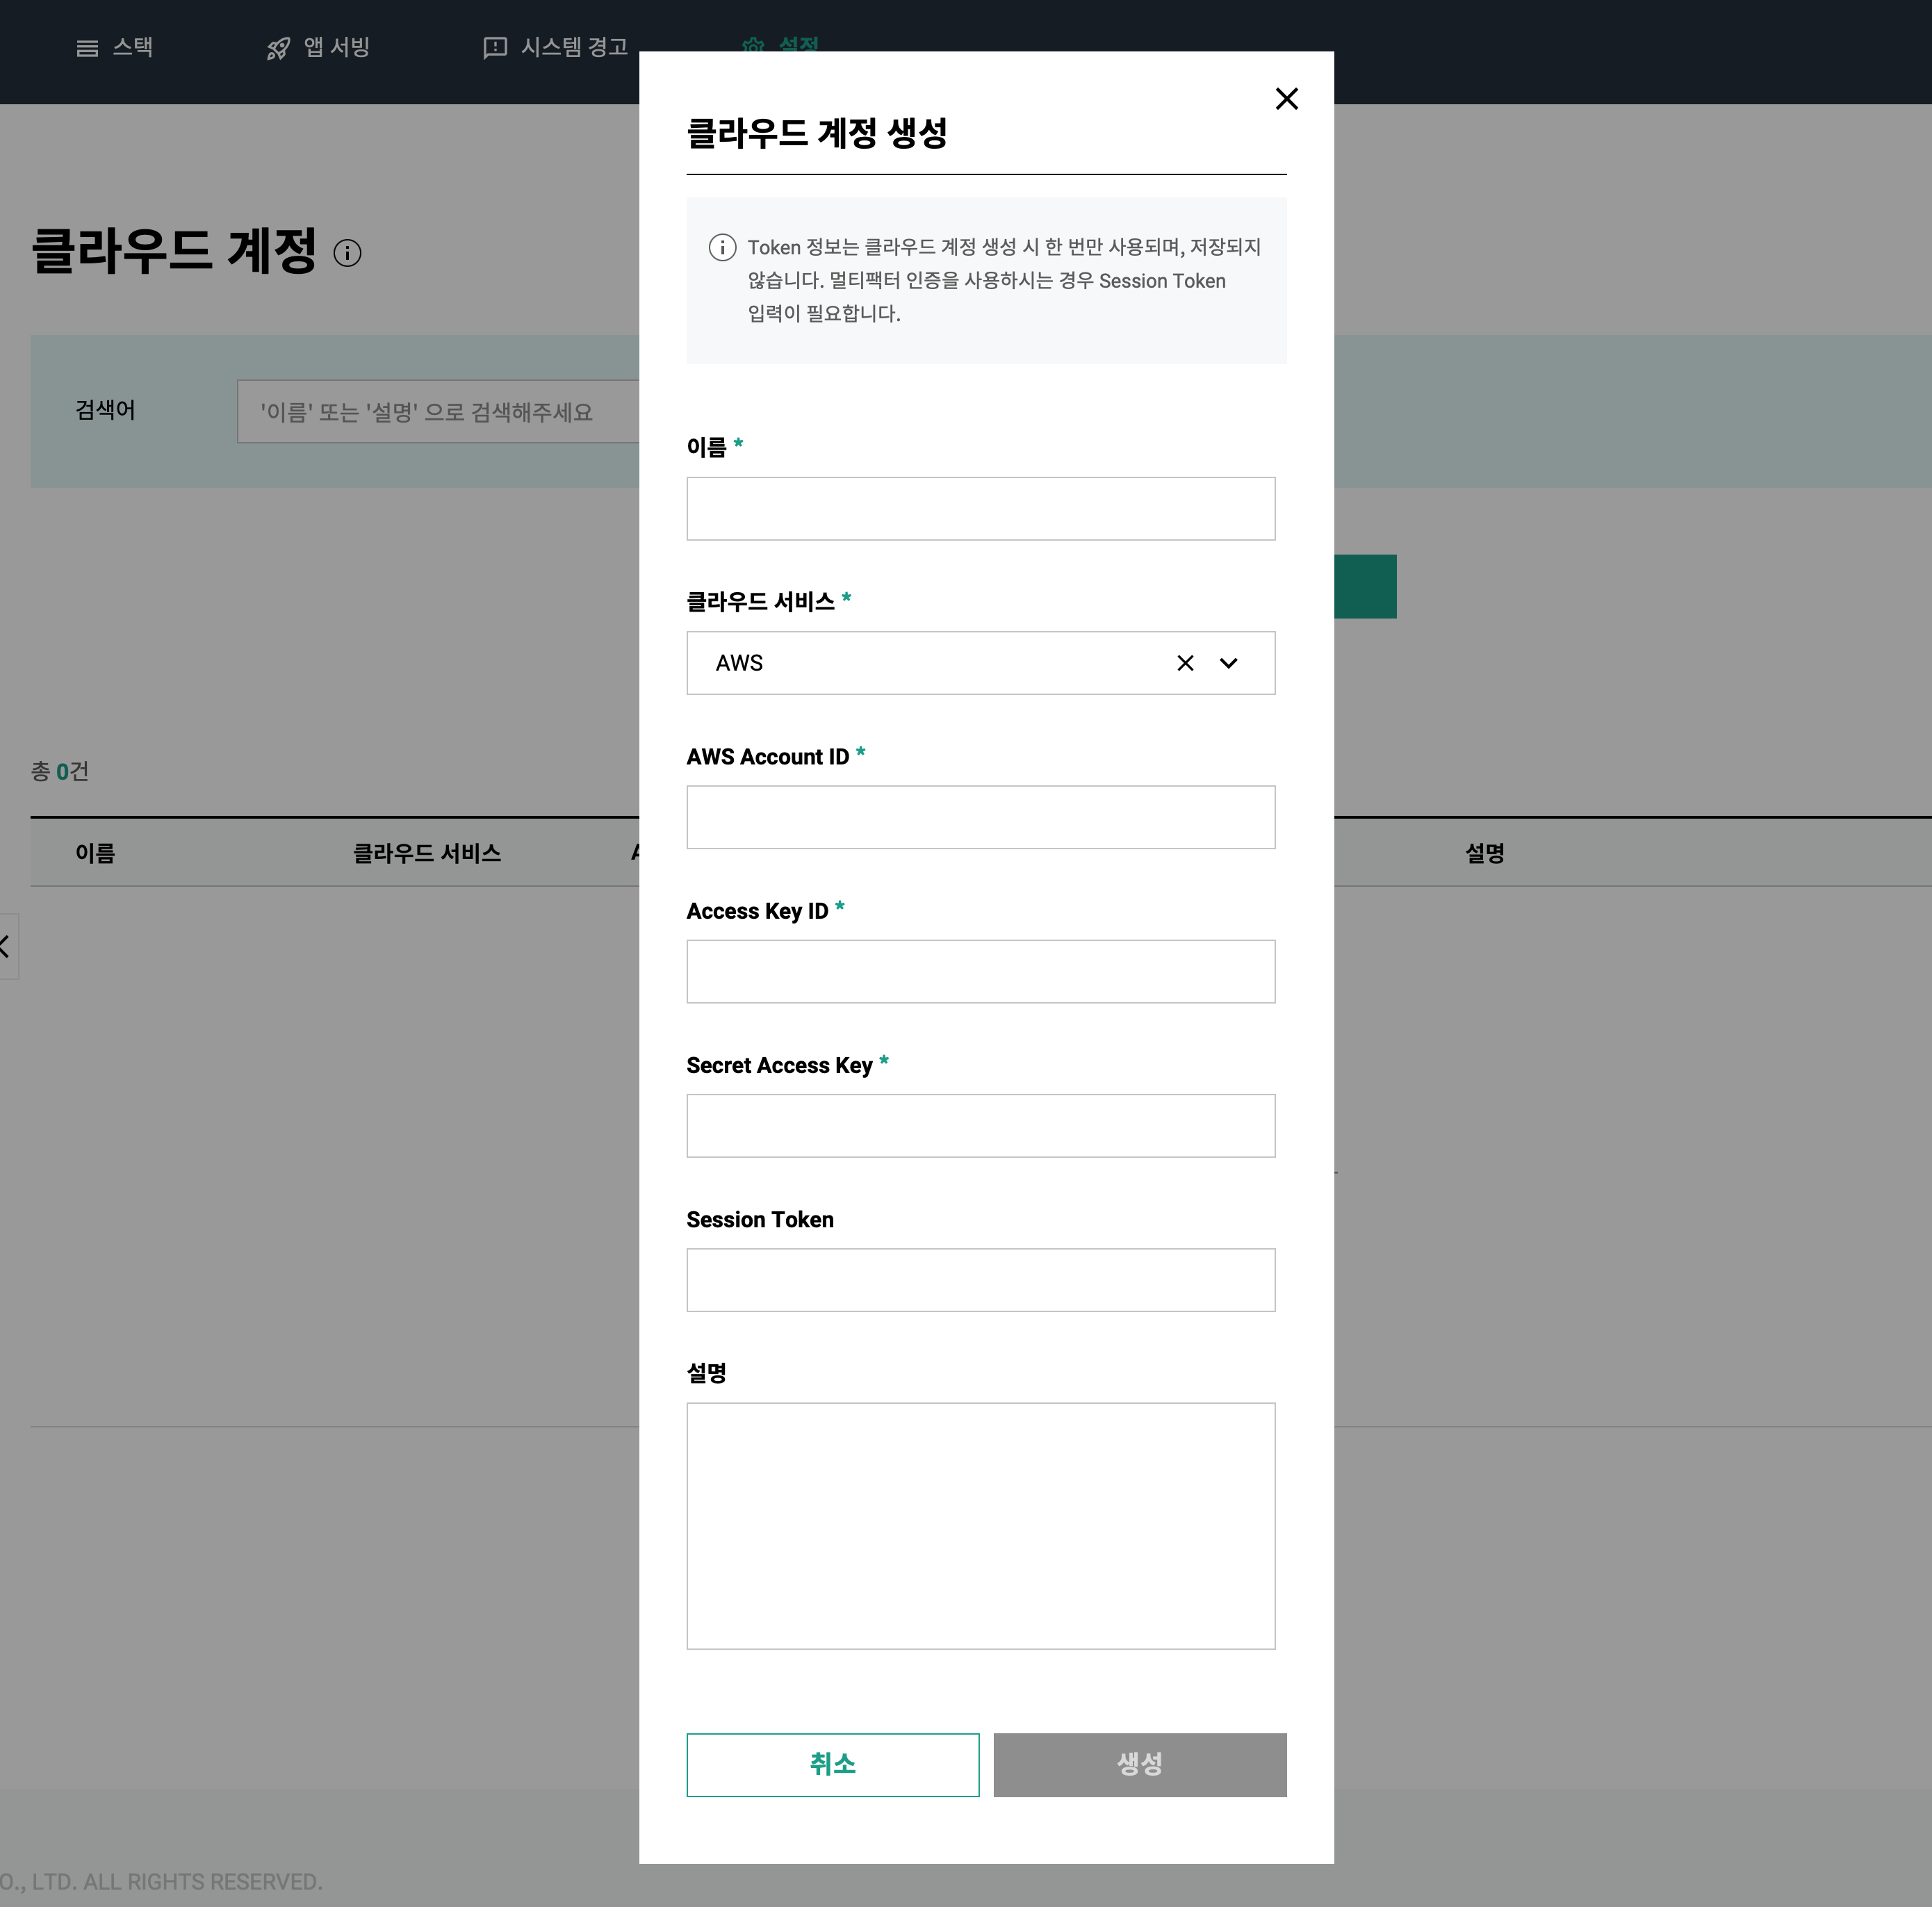 스택
앱 서빙
시스템 경고
설정
클라우드 계정
검색어
'이름' 또는 '설명' 으로 검색해주세요
총 0건
이름
클라우드 서비스
설명
클라우드 계정 생성
Token 정보는 클라우드 계정 생성 시 한 번만 사용되며, 저장되지
않습니다. 멀티팩터 인증을 사용하시는 경우 Session Token
입력이 필요합니다.
이름 *
클라우드 서비스 *
AWS
AWS Account ID *
Access Key ID *
Secret Access Key *
Session Token
설명
취소
생성
O., LTD. ALL RIGHTS RESERVED.